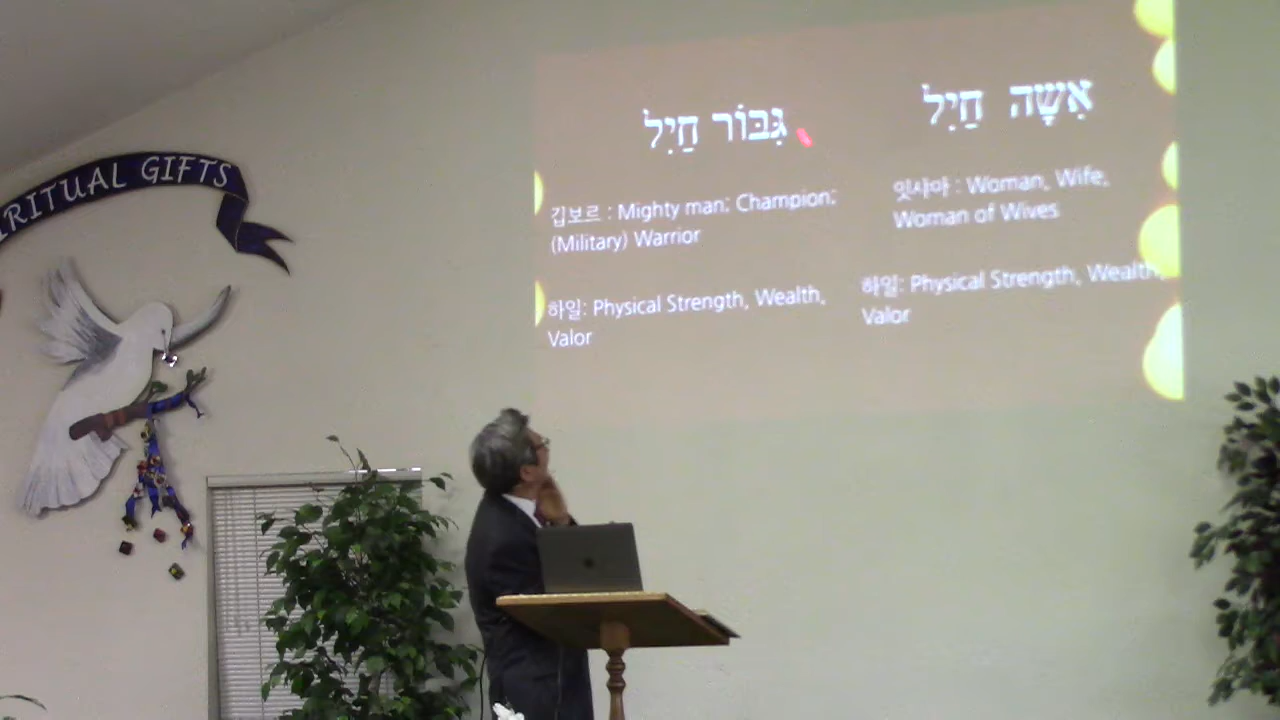 RITUAL GIFTS
גִּבּוֹר חַיִל
깁보르 : Mighty man; Champion;
(Military) Warrior
하일: Physical Strength, Wealth,
Valor
אִשָּׁה חַיִל
잇샤아 : Woman, Wife,
Woman of Wives
하일: Physical Strength, Wealth,
Valor